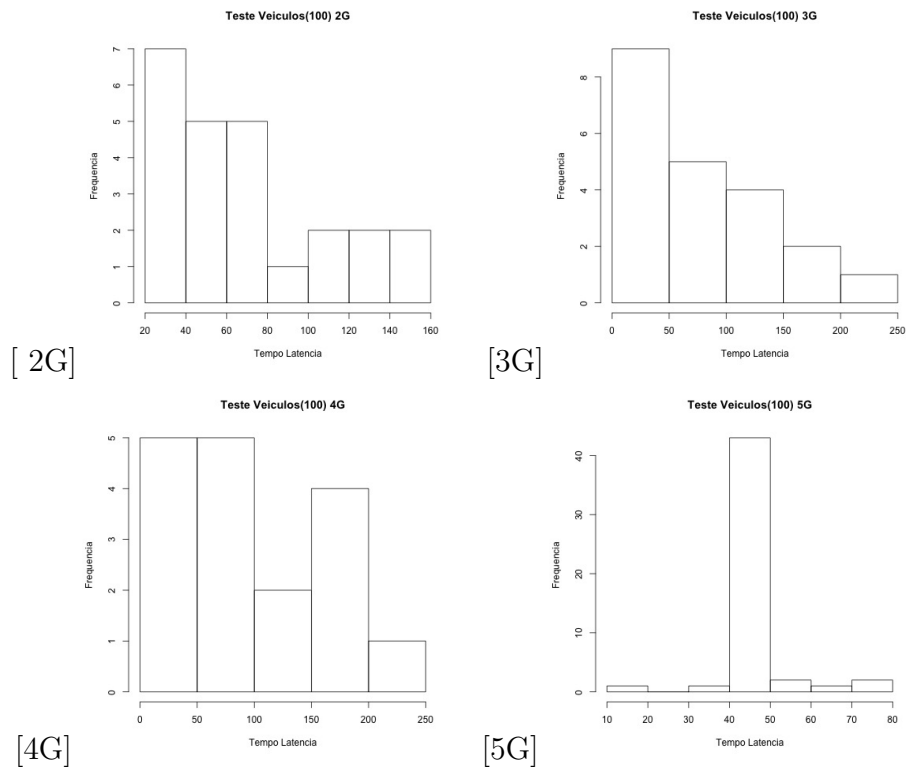 Teste Veiculos(100) 2G
Frequencia
7
6
5
4
3
2
1
0
20 40 60 80 100 120 140 160
Tempo Latencia
[ 2G]
Teste Veiculos(100) 3G
Frequencia
8
6
4
2
0
0 50 100 150 200 250
Tempo Latencia
[3G]
Teste Veiculos(100) 4G
Frequencia
5
4
3
2
1
0
0 50 100 150 200 250
Tempo Latencia
[4G]
Teste Veiculos(100) 5G
Frequencia
40
30
20
10
0
10 20 30 40 50 60 70 80
Tempo Latencia
[5G]